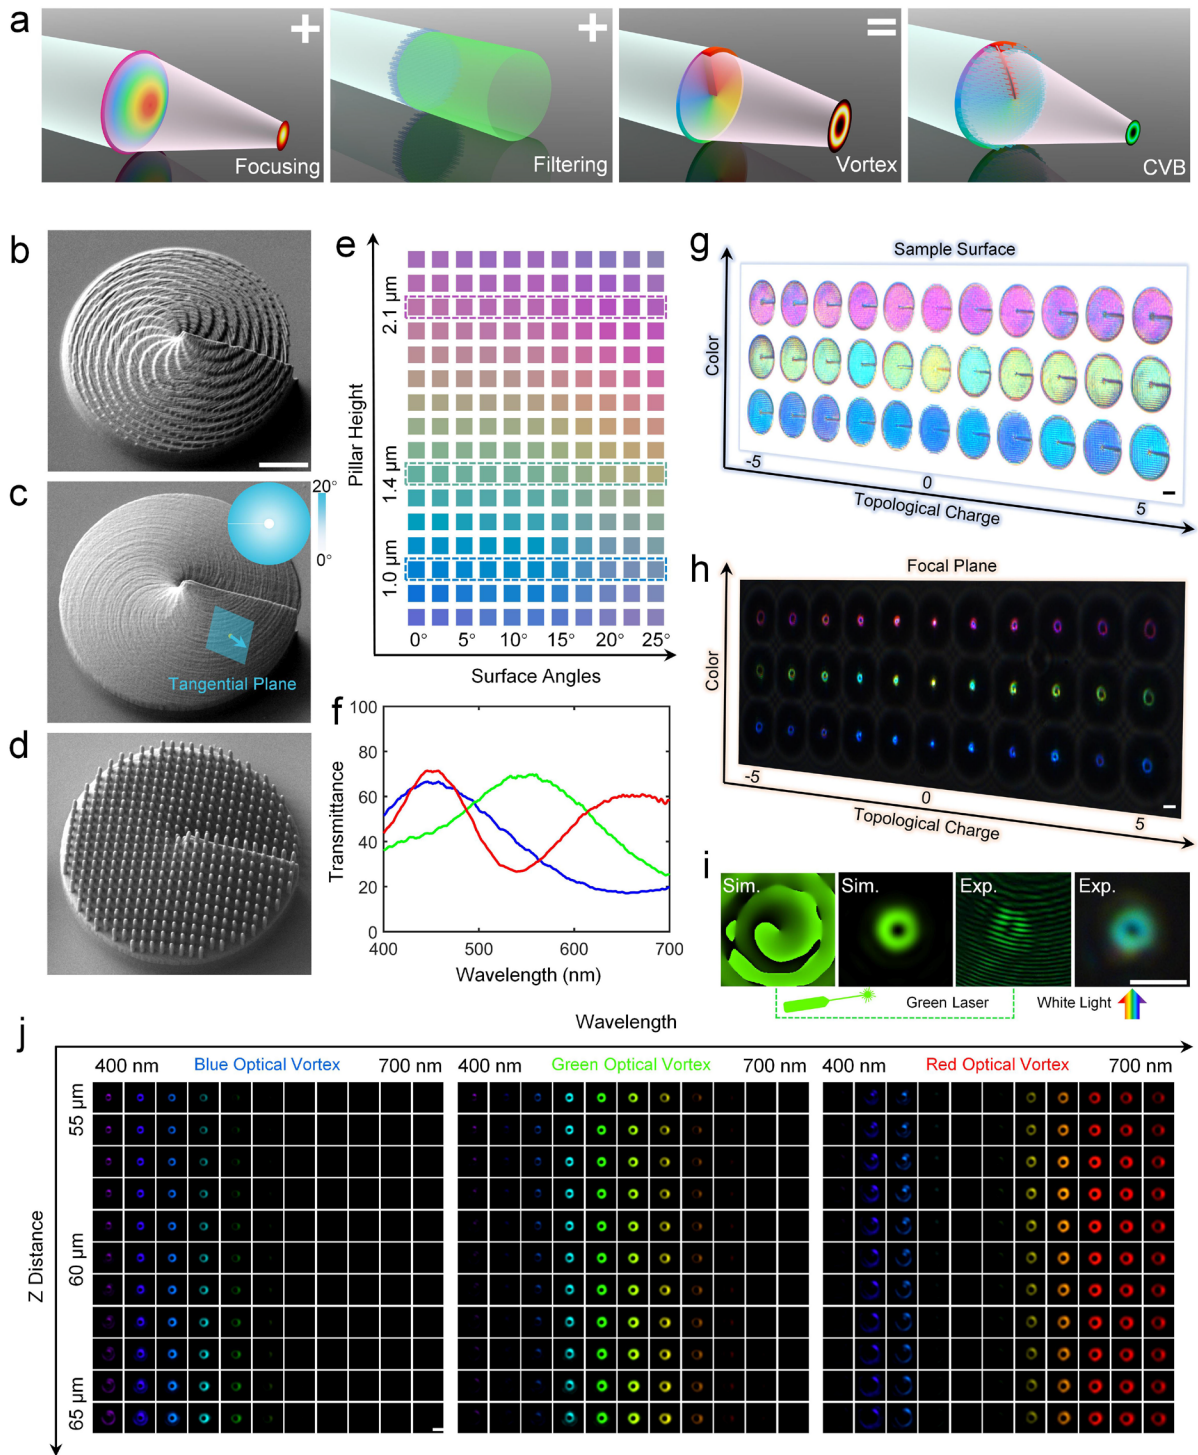 a
+
+
=
Focusing
Filtering
Vortex
CVB
b
c
20°
0°
Tangential Plane
d
e
Pillar Height
2.1 μm
1.4 μm
1.0 μm
0° 5° 10° 15° 20° 25°
Surface Angles
f
Transmittance
100
80
60
40
20
0
400 500 600 700
Wavelength (nm)
g
Sample Surface
Color
-5 0 5
Topological Charge
h
Focal Plane
Color
-5 0 5
Topological Charge
i
Sim. Sim. Exp. Exp.
Green Laser White Light
j
Wavelength
400 nm Blue Optical Vortex 700 nm
Green Optical Vortex 700 nm
400 nm Red Optical Vortex 700 nm
400 nm
Z Distance
55 μm
60 μm
65 μm